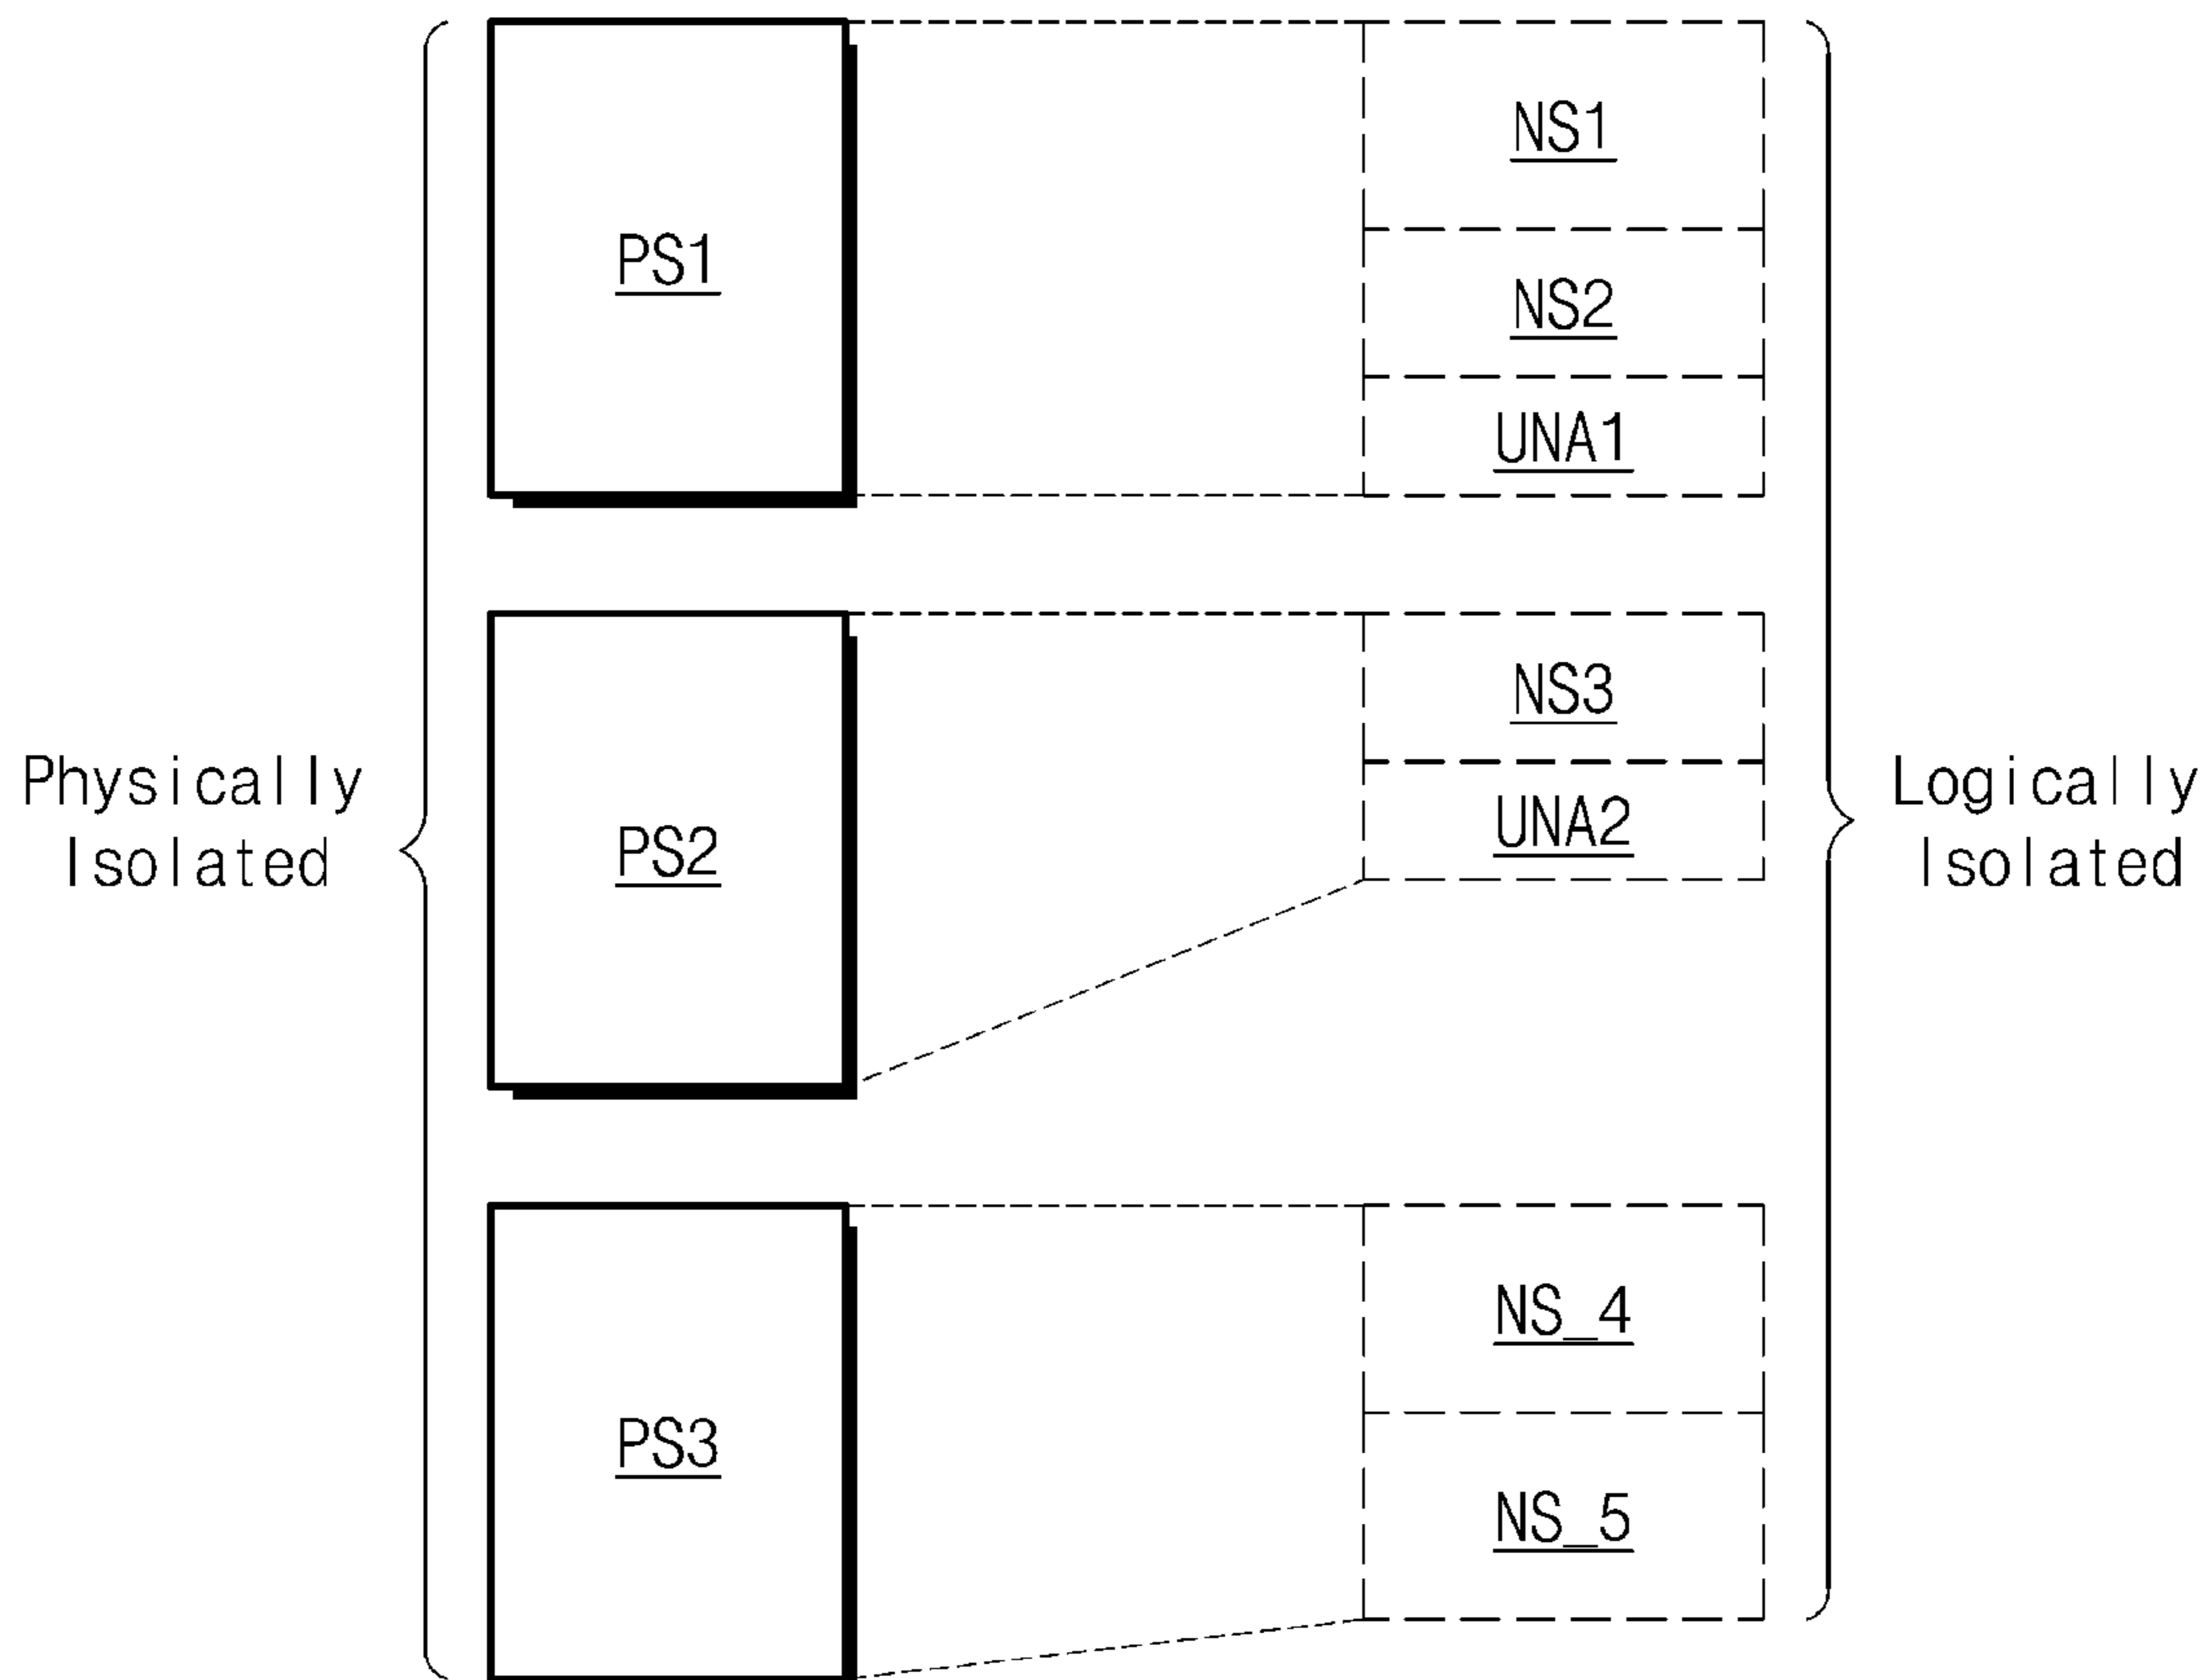 PS1
NS1
NS2
UNA1
Physically
Isolated
PS2
NS3
UNA2
Logically
Isolated
PS3
NS_4
NS_5